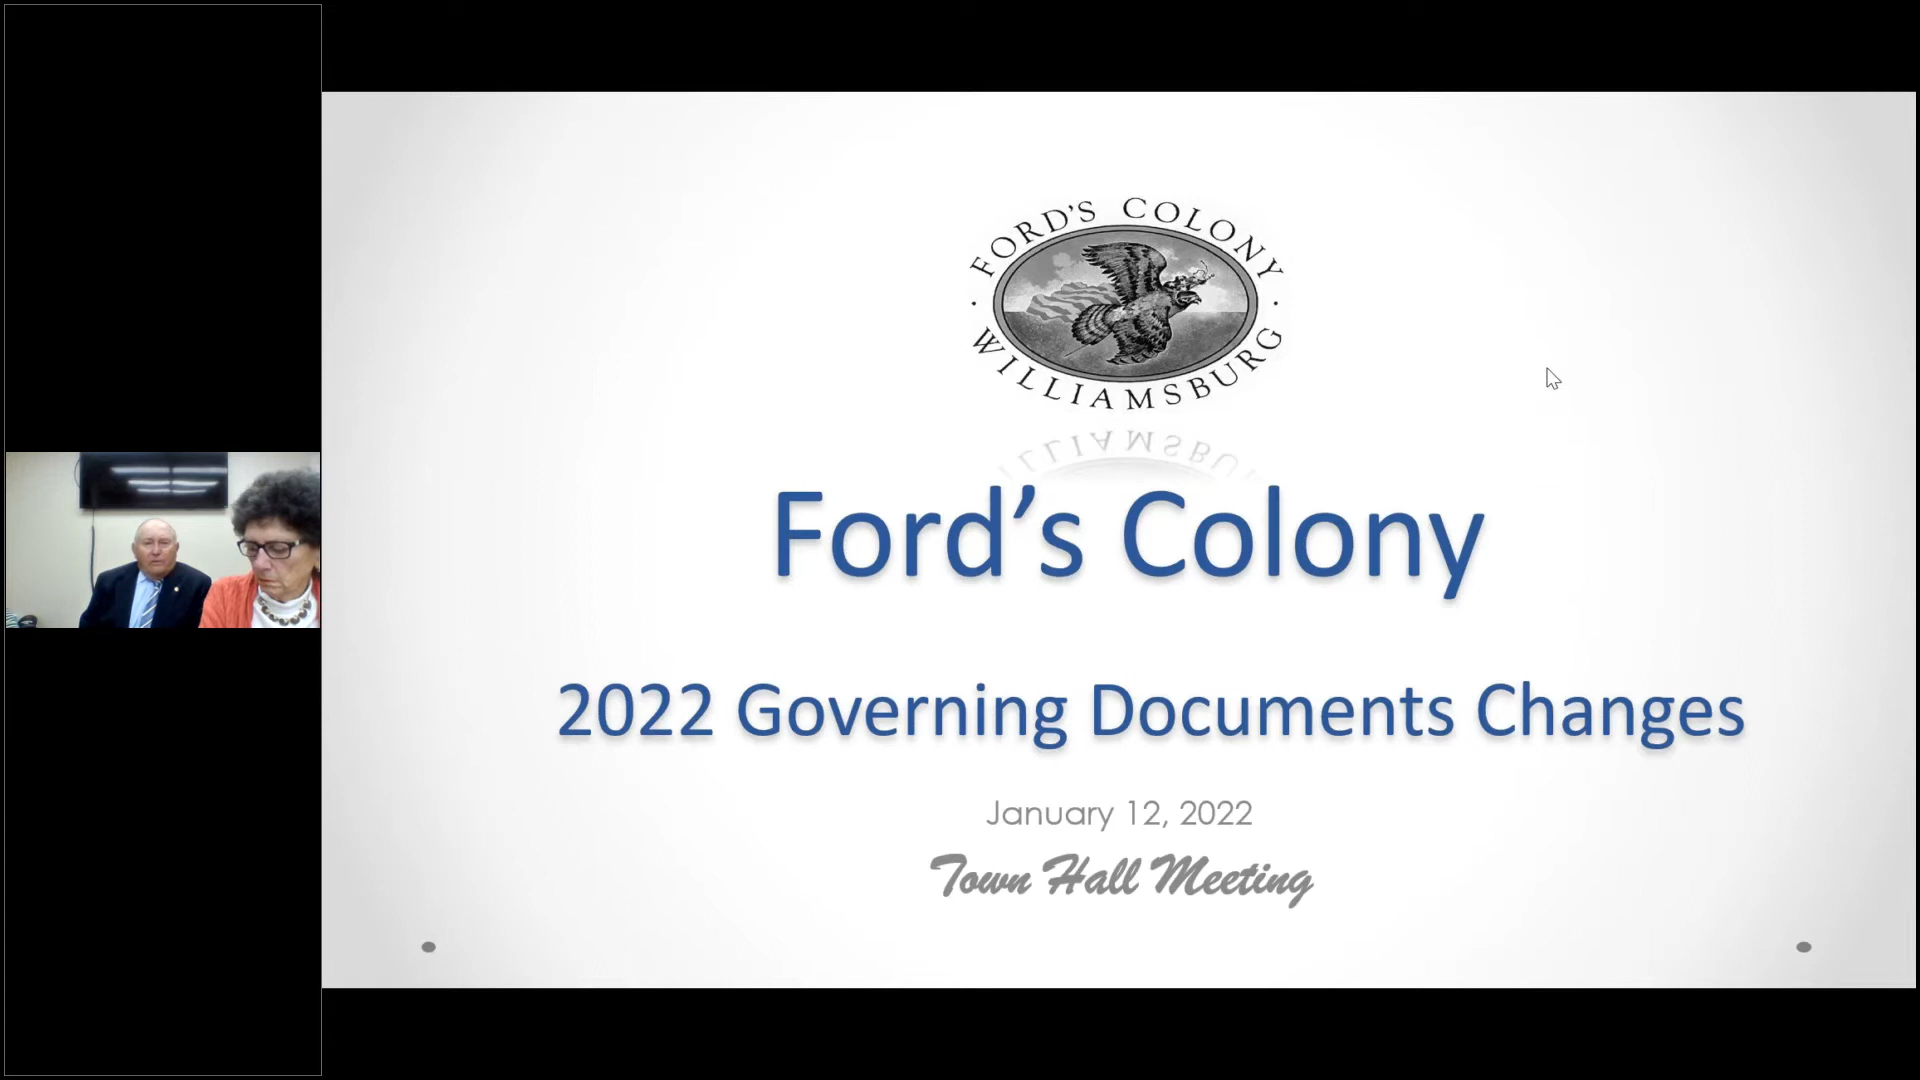 FORD'S COLONY
· WILLIAMSBURG ·
Ford's Colony
2022 Governing Documents Changes
January 12, 2022
Town Hall Meeting